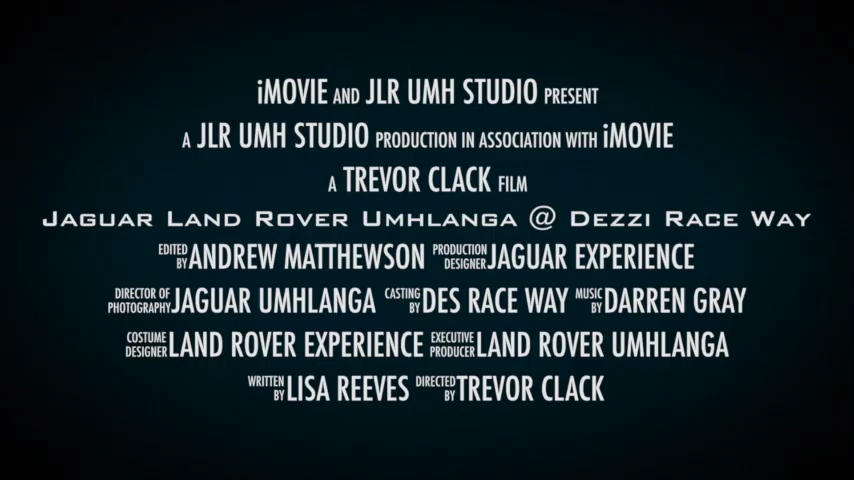 iMOVIE AND JLR UMH STUDIO PRESENT
A JLR UMH STUDIO PRODUCTION IN ASSOCIATION WITH iMOVIE
A TREVOR CLACK FILM
JAGUAR LAND ROVER UMHLANGA @ DEZZI RACE WAY
EDITED BY ANDREW MATTHEWSON PRODUCTION DESIGNER JAGUAR EXPERIENCE
DIRECTOR OF PHOTOGRAPHY JAGUAR UMHLANGA CASTING BY DES RACE WAY MUSIC BY DARREN GRAY
COSTUME DESIGNER LAND ROVER EXPERIENCE EXECUTIVE PRODUCER LAND ROVER UMHLANGA
WRITTEN BY LISA REEVES DIRECTED BY TREVOR CLACK